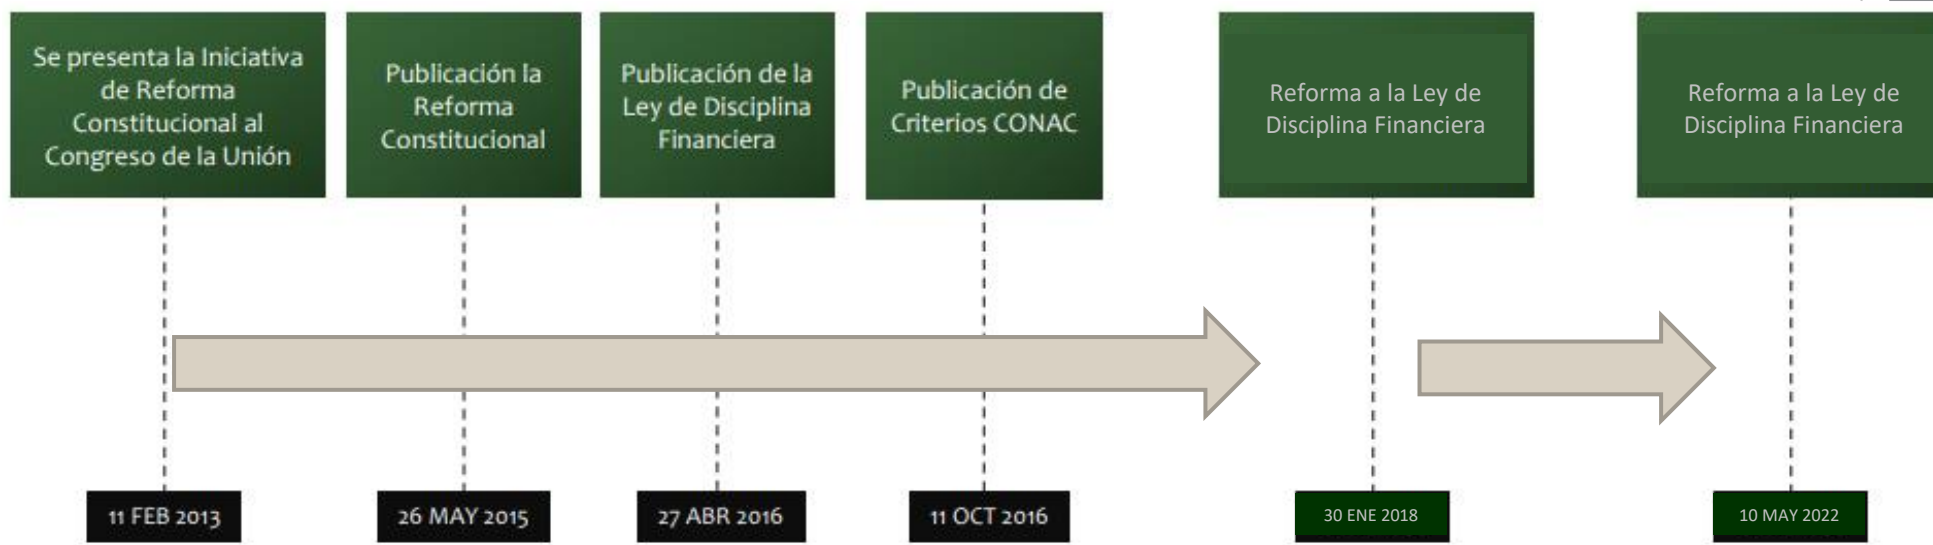 Se presenta la Iniciativa
de Reforma
Constitucional al
Congreso de la Unión
Publicación la
Reforma
Constitucional
Publicación de la
Ley de Disciplina
Financiera
Publicación de
Criterios CONAC
Reforma a la Ley de
Disciplina Financiera
Reforma a la Ley de
Disciplina Financiera
11 FEB 2013
26 MAY 2015
27 ABR 2016
11 OCT 2016
30 ENE 2018
10 MAY 2022